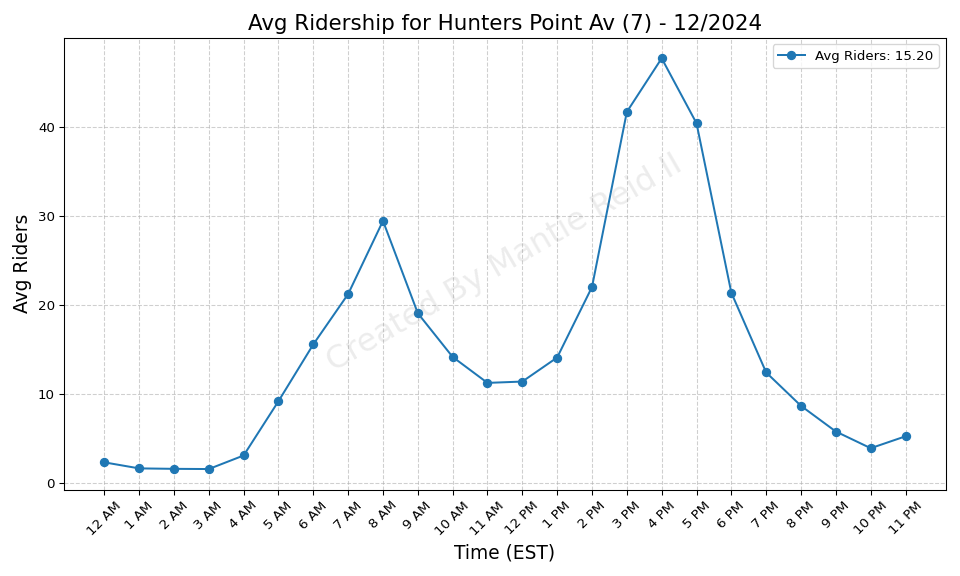 Avg Ridership for Hunters Point Av (7) - 12/2024
Avg Riders: 15.20
Avg Riders
40
30
20
10
0
Created By Mantle Reid II
12 AM
1 AM
2 AM
3 AM
4 AM
5 AM
6 AM
7 AM
8 AM
9 AM
10 AM
11 AM
12 PM
1 PM
2 PM
3 PM
4 PM
5 PM
6 PM
7 PM
8 PM
9 PM
10 PM
11 PM
Time (EST)